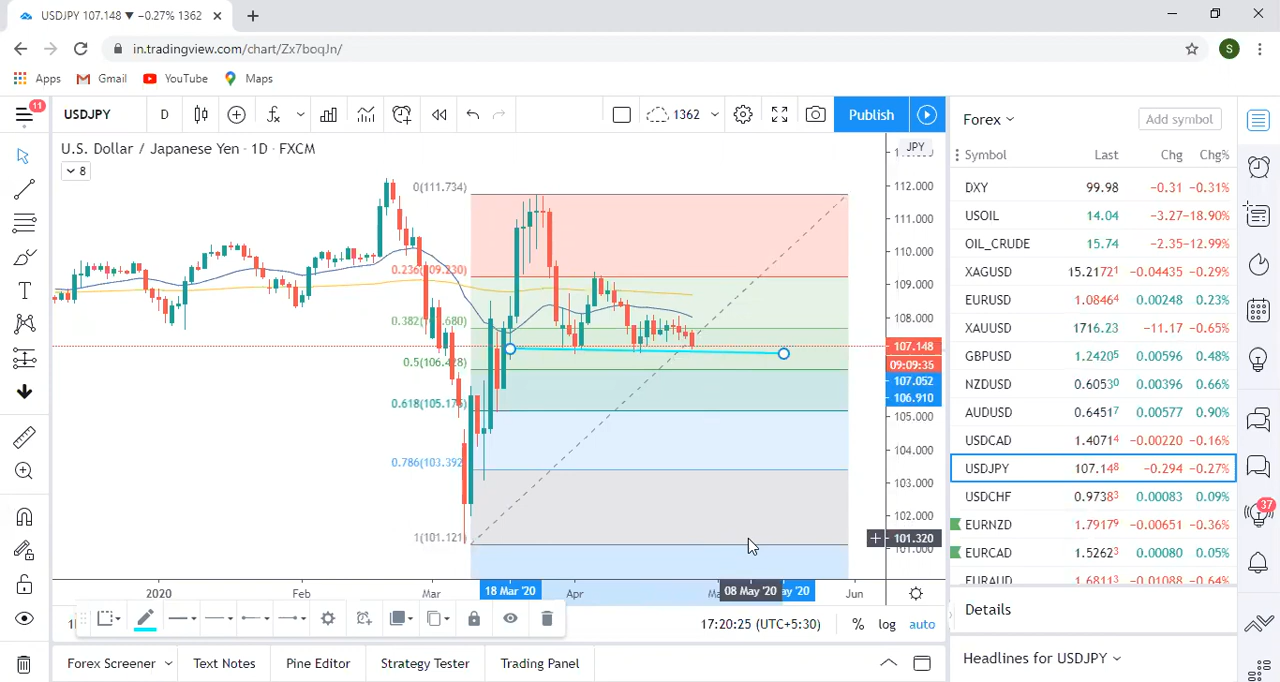 USDJPY 107.148 ▼ −0.27% 1362
in.tradingview.com/chart/Zx7boqJn/
S
Apps Gmail YouTube Maps
11
USDJPY D 1362 Publish
U.S. Dollar / Japanese Yen · 1D · FXCM
8
JPY
112.000
111.000
110.000
109.000
108.000
107.148
09:09:35
107.052
106.910
105.000
104.000
103.000
102.000
101.320
0(111.734)
0.236(109.230)
0.5(106.428)
0.786(103.392
1(101.121)
2020 Feb Mar 18 Mar '20 Apr 08 May '20 Jun
17:20:25 (UTC+5:30) % log auto
Forex Screener Text Notes Pine Editor Strategy Tester Trading Panel
Forex Add symbol
Symbol Last Chg Chg%
DXY 99.98 −0.31 −0.31%
USOIL 14.04 −3.27 −18.90%
OIL_CRUDE 15.74 −2.35 −12.99%
XAGUSD 15.2172¹ −0.04435 −0.29%
EURUSD 1.0846⁴ 0.00248 0.23%
XAUUSD 1716.23 −11.17 −0.65%
GBPUSD 1.2420⁵ 0.00596 0.48%
NZDUSD 0.6053⁰ 0.00396 0.66%
AUDUSD 0.6451⁷ 0.00577 0.90%
USDCAD 1.4071⁴ −0.00220 −0.16%
USDJPY 107.14⁸ −0.294 −0.27%
USDCHF 0.9738³ 0.00083 0.09%
EURNZD 1.7917⁹ −0.00651 −0.36%
EURCAD 1.5262³ 0.00080 0.05%
EURAUD 1.6811³ −0.01088 −0.64%
37
Details
Headlines for USDJPY